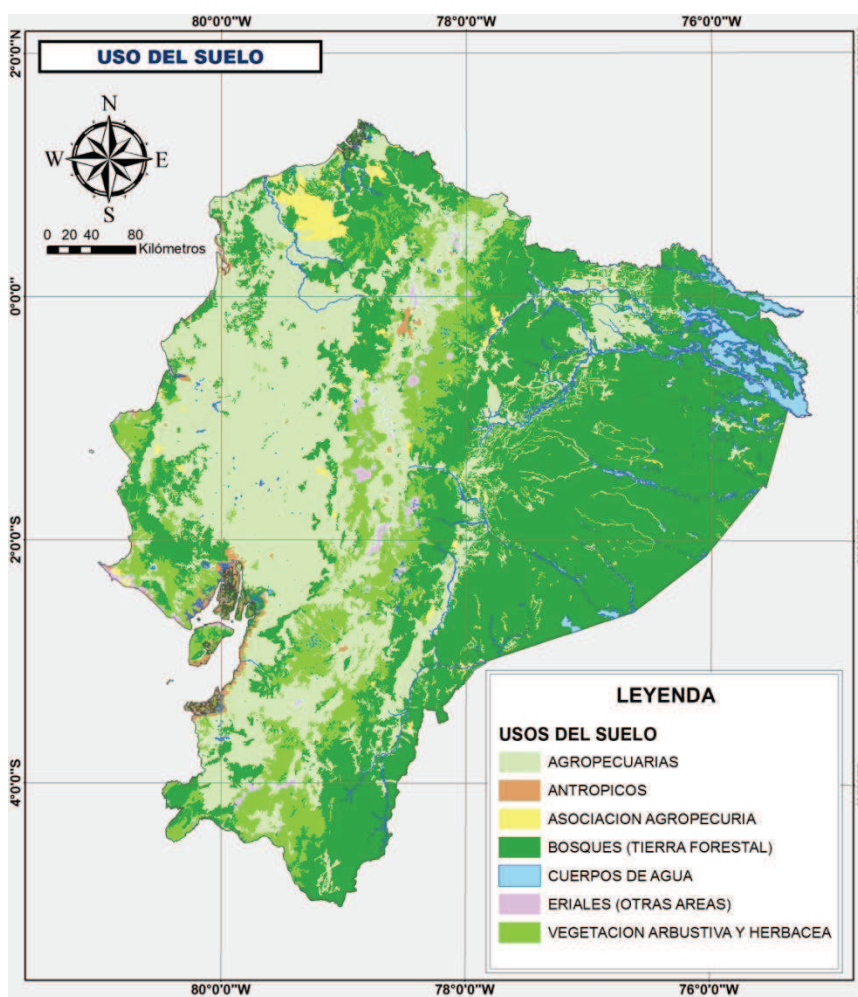 80°0'0"W 78°0'0"W 76°0'0"W
2°0'0"N
USO DEL SUELO
N
W E
S
0 20 40 80
Kilómetros
0°0'0"
2°0'0"S
4°0'0"S
LEYENDA
USOS DEL SUELO
AGROPECUARIAS
ANTROPICOS
ASOCIACION AGROPECURIA
BOSQUES (TIERRA FORESTAL)
CUERPOS DE AGUA
ERIALES (OTRAS AREAS)
VEGETACION ARBUSTIVA Y HERBACEA
80°0'0"W 78°0'0"W 76°0'0"W